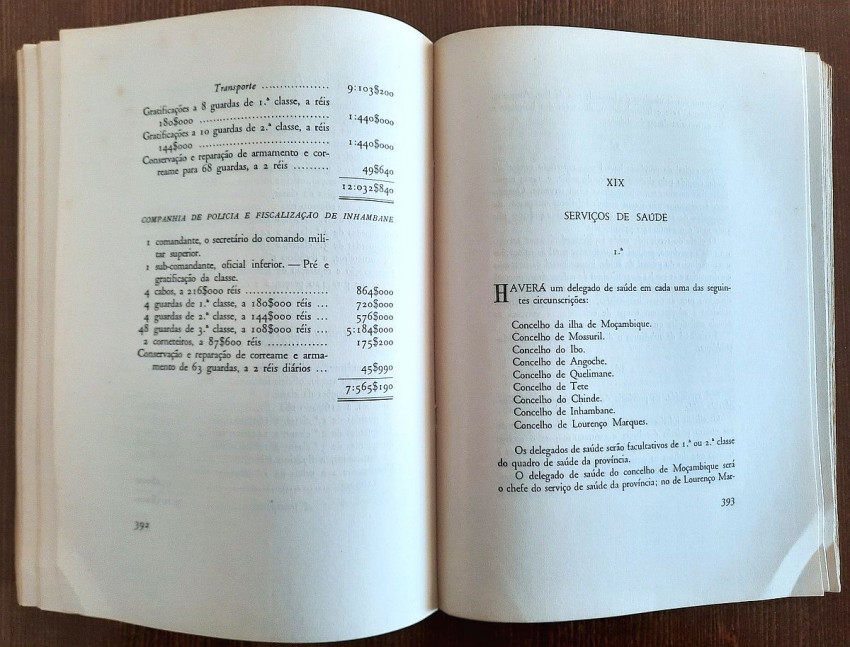 Transporte .................. 9:103$200
Gratificações a 8 guardas de 1.ª classe, a réis
180$000 .................................. 1:440$000
Gratificações a 10 guardas de 2.ª classe, a réis
144$000 .................................. 1:440$000
Conservação e reparação de armamento e cor-
reame para 68 guardas, a 2 réis ......... 49$640
12:032$840
COMPANHIA DE POLICIA E FISCALIZAÇÃO DE INHAMBANE
1 comandante, o secretário do comando mili-
tar superior.
1 sub-comandante, oficial inferior. — Pré e
gratificação da classe.
4 cabos, a 216$000 réis ..................... 864$000
4 guardas de 1.ª classe, a 180$000 réis ... 720$000
4 guardas de 2.ª classe, a 144$000 réis ... 576$000
48 guardas de 3.ª classe, a 108$000 réis ... 5:184$000
2 corneteiros, a 87$600 réis ................ 175$200
Conservação e reparação de correame e arma-
mento de 63 guardas, a 2 réis diários ... 45$990
7:565$190
392
XIX
SERVIÇOS DE SAÚDE
1.ª
HAVERÁ um delegado de saúde em cada uma das seguin-
tes circunscrições:
Concelho da ilha de Moçambique.
Concelho de Mossuril.
Concelho do Ibo.
Concelho de Angoche.
Concelho de Quelimane.
Concelho de Tete
Concelho do Chinde.
Concelho de Inhambane.
Concelho de Lourenço Marques.
Os delegados de saúde serão facultativos de 1.ª ou 2.ª classe
do quadro de saúde da província.
O delegado de saúde do concelho de Moçambique será
o chefe do serviço de saúde da província; no de Lourenço Mar-
393